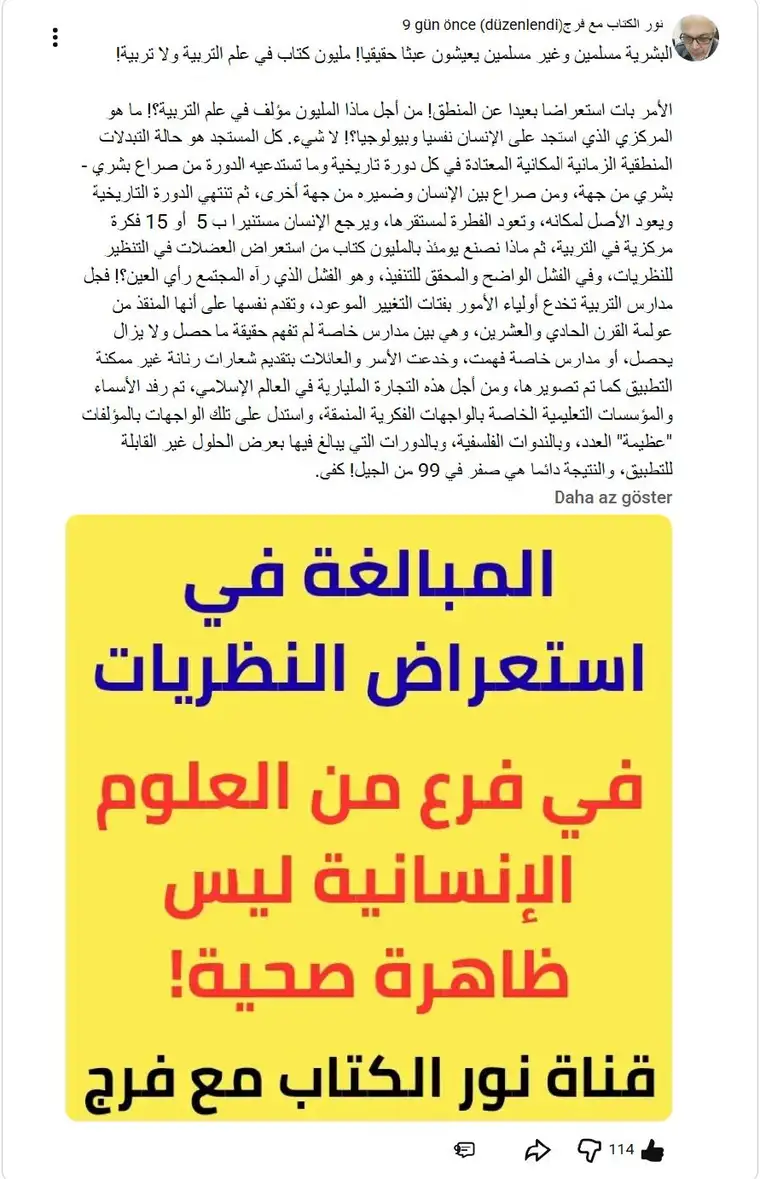 نور الكتاب مع فرج(düzenlendi) 9 gün önce
البشرية مسلمين وغير مسلمين يعيشون عبثا حقيقيا! مليون كتاب في علم التربية ولا تربية!
الأمر بات استعراضا بعيدا عن المنطق! من أجل ماذا المليون مؤلف في علم التربية؟! ما هو
المركزي الذي استجد على الإنسان نفسيا وبيولوجيا؟! لا شيء. كل المستجد هو حالة التبدلات
المنطقية الزمانية المكانية المعتادة في كل دورة تاريخية وما تستدعيه الدورة من صراع بشري -
بشري من جهة، ومن صراع بين الإنسان وضميره من جهة أخرى، ثم تنتهي الدورة التاريخية
ويعود الأصل لمكانه، وتعود الفطرة لمستقرها، ويرجع الإنسان مستنيرا ب 5 أو 15 فكرة
مركزية في التربية، ثم ماذا نصنع يومئذ بالمليون كتاب من استعراض العضلات في التنظير
للنظريات، وفي الفشل الواضح والمحقق للتنفيذ، وهو الفشل الذي رآه المجتمع رأي العين؟! فجل
مدارس التربية تخدع أولياء الأمور بفتات التغيير الموعود، وتقدم نفسها على أنها المنقذ من
عولمة القرن الحادي والعشرين، وهي بين مدارس خاصة لم تفهم حقيقة ما حصل ولا يزال
يحصل، أو مدارس خاصة فهمت، وخدعت الأسر والعائلات بتقديم شعارات رنانة غير ممكنة
التطبيق كما تم تصويرها، ومن أجل هذه التجارة المليارية في العالم الإسلامي، تم رفد الأسماء
والمؤسسات التعليمية الخاصة بالواجهات الفكرية المنمقة، واستدل على تلك الواجهات بالمؤلفات
"عظيمة" العدد، وبالندوات الفلسفية، وبالدورات التي يبالغ فيها بعرض الحلول غير القابلة
للتطبيق، والنتيجة دائما هي صفر في 99 من الجيل! كفى.
Daha az göster
المبالغة في
استعراض النظريات
في فرع من العلوم
الإنسانية ليس
ظاهرة صحية!
قناة نور الكتاب مع فرج
114